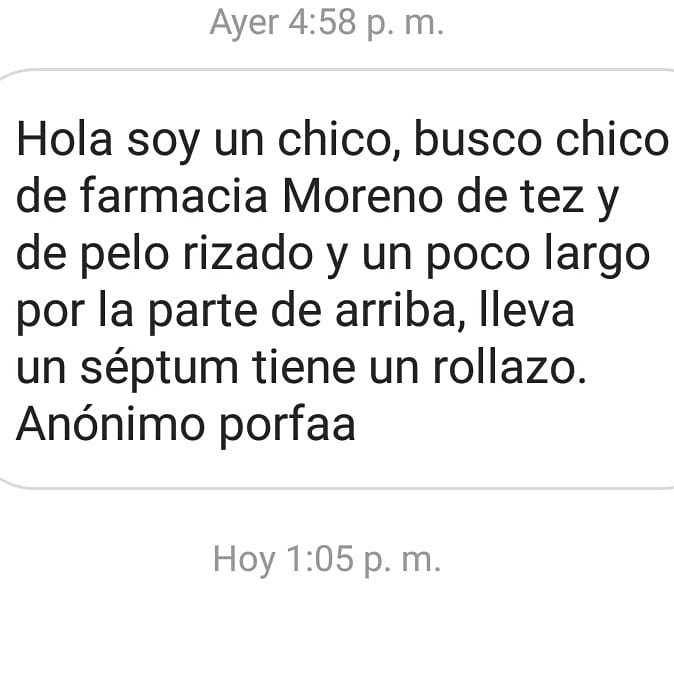 Ayer 4:58 p. m.
Hola soy un chico, busco chico
de farmacia Moreno de tez y
de pelo rizado y un poco largo
por la parte de arriba, lleva
un séptum tiene un rollazo.
Anónimo porfaa
Hoy 1:05 p. m.